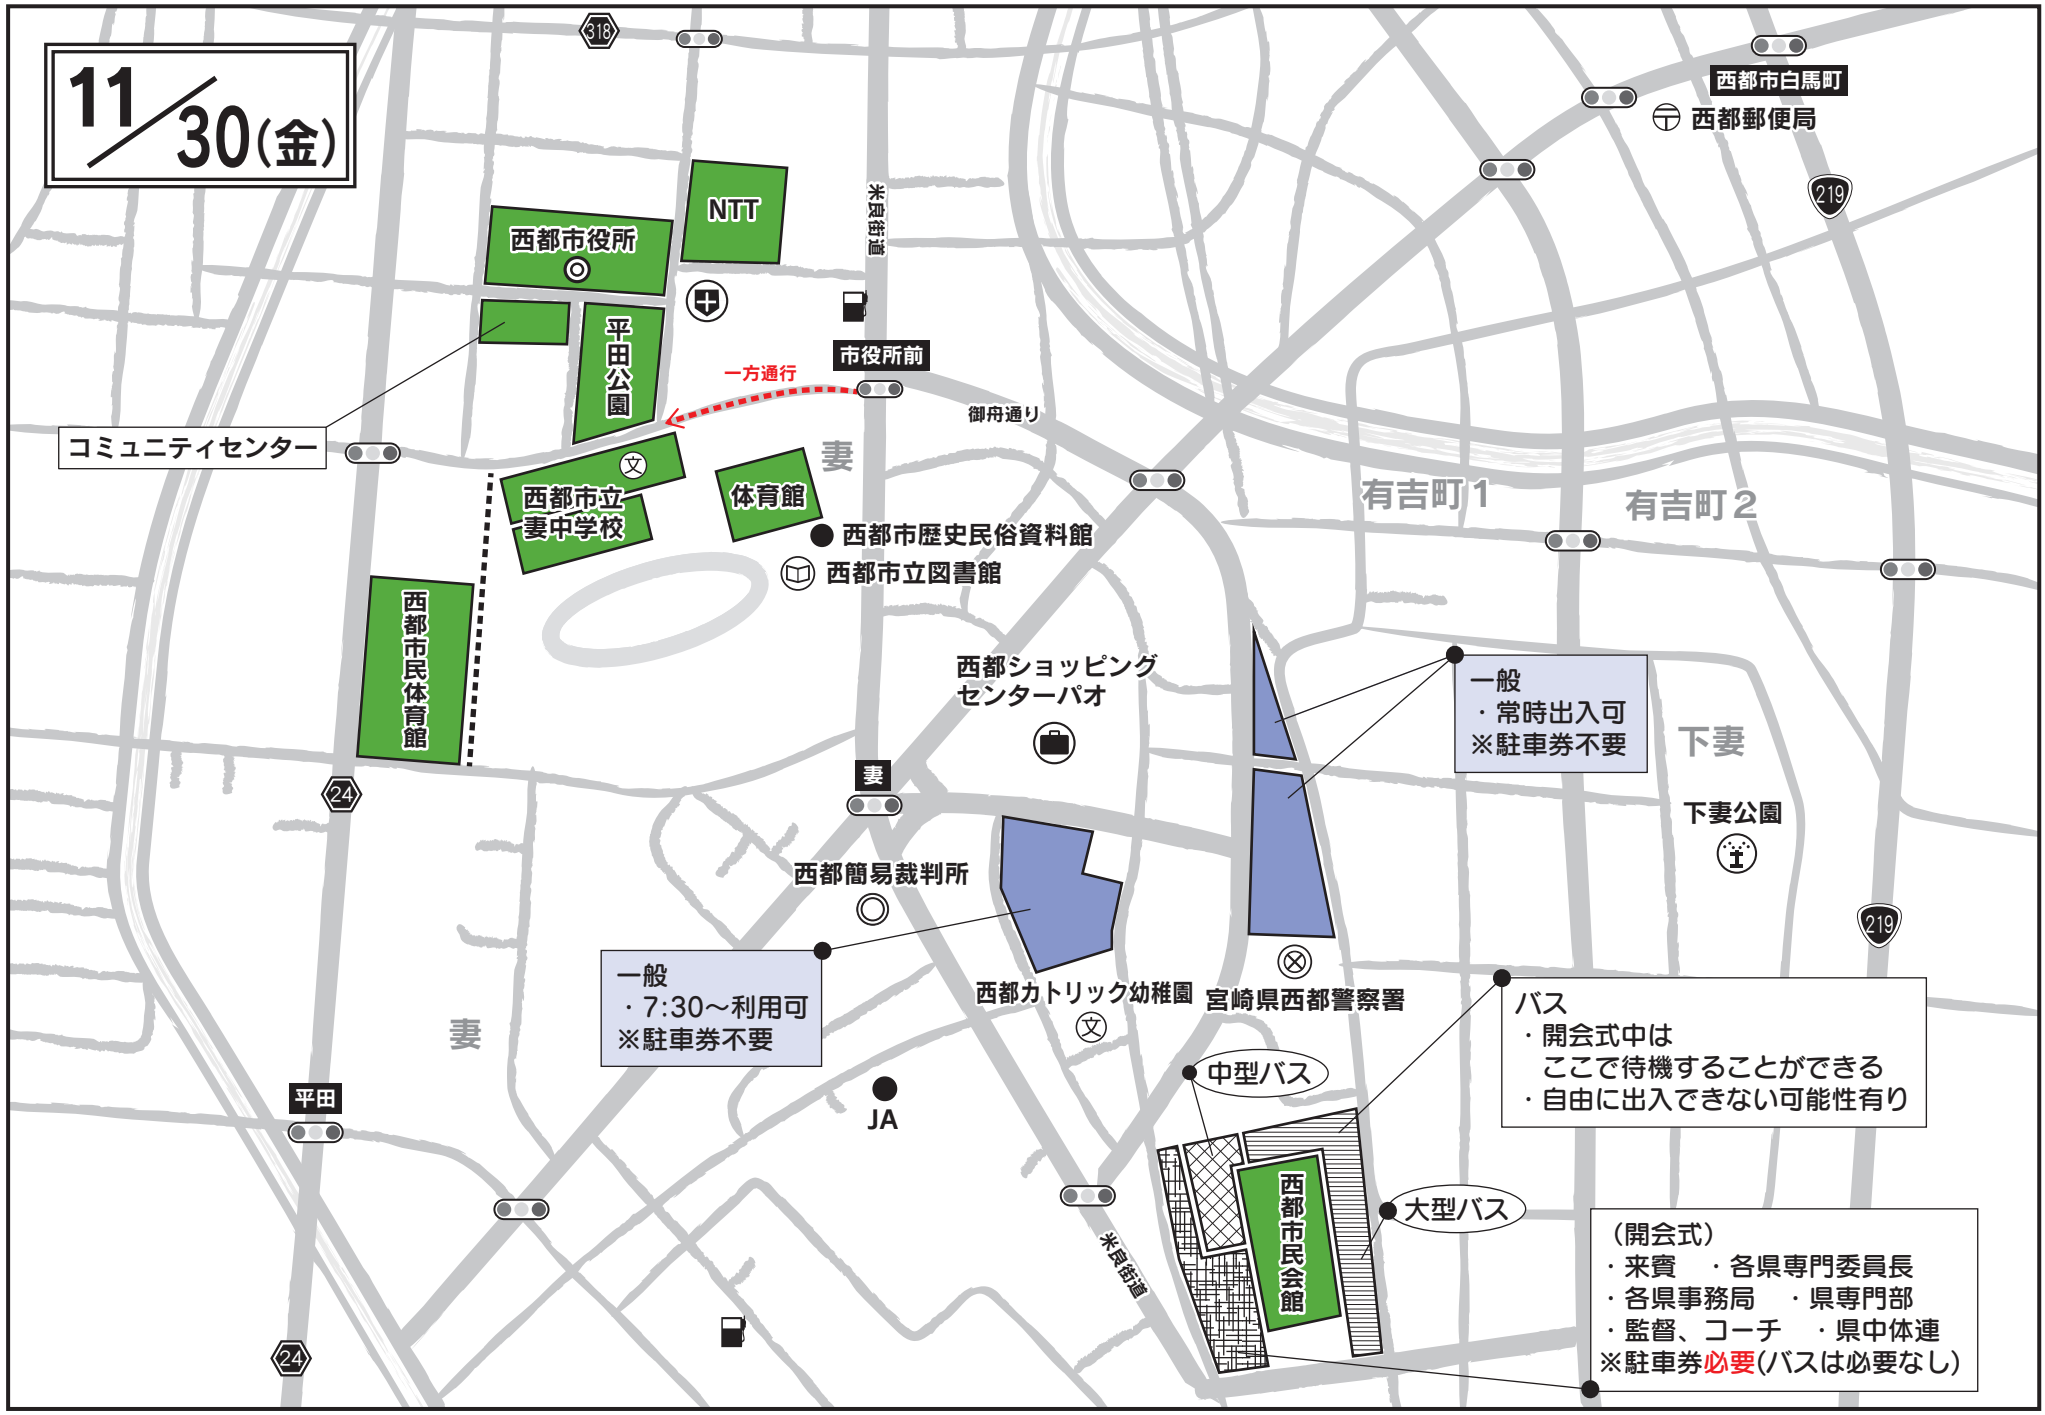 11/30(金)
318
西都市白馬町
西都郵便局
219
NTT
米良街道
西都市役所
平田公園
市役所前
一方通行
御舟通り
コミュニティセンター
妻
文
西都市立
妻中学校
体育館
西都市歴史民俗資料館
西都市立図書館
有吉町1
有吉町2
西都市民体育館
西都ショッピング
センターパオ
一般
・常時出入可
※駐車券不要
下妻
下妻公園
24
妻
西都簡易裁判所
219
一般
・7:30〜利用可
※駐車券不要
西都カトリック幼稚園
文
宮崎県西都警察署
バス
・開会式中は
ここで待機することができる
・自由に出入できない可能性有り
妻
平田
JA
中型バス
大型バス
西都市民会館
米良街道
(開会式)
・来賓 ・各県専門委員長
・各県事務局 ・県専門部
・監督、コーチ ・県中体連
※駐車券必要(バスは必要なし)
24